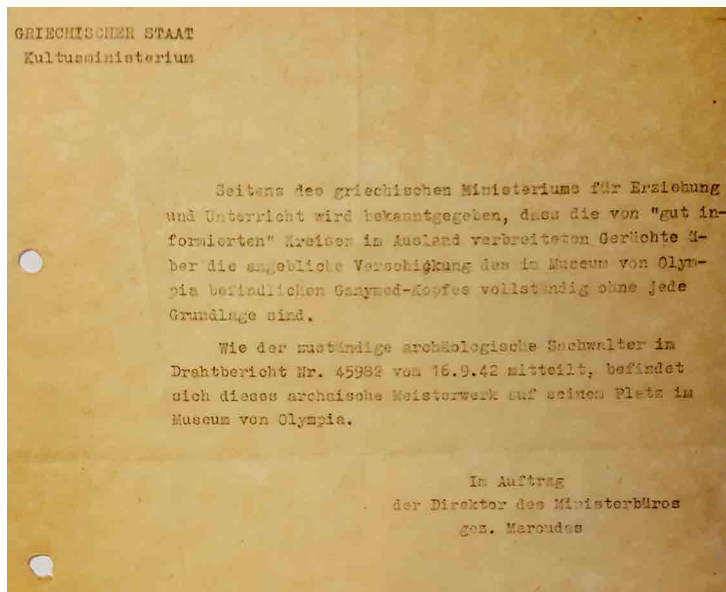 GRIECHISCHER STAAT
Kultusministerium
Seitens des griechischen Ministeriums für Erziehung
und Unterricht wird bekanntgegeben, dass die von "gut in-
formierten" Kreisen im Ausland verbreiteten Gerüchte ü-
ber die angebliche Verschickung des im Museum von Olym-
pia befindlichen Ganymed-Kopfes vollständig ohne jede
Grundlage sind.
Wie der zuständige archäologische Sachwalter im
Drahtbericht Nr. 45982 vom 16.9.42 mitteilt, befindet
sich dieses archaische Meisterwerk auf seinem Platz im
Museum von Olympia.
Im Auftrag
der Direktor des Ministerbüros
gez. Maroudas